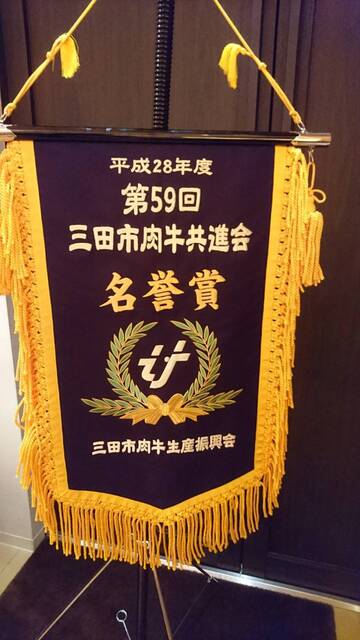 平成28年度
第59回
三田市肉牛共進会
名誉賞
三田市肉牛生産振興会